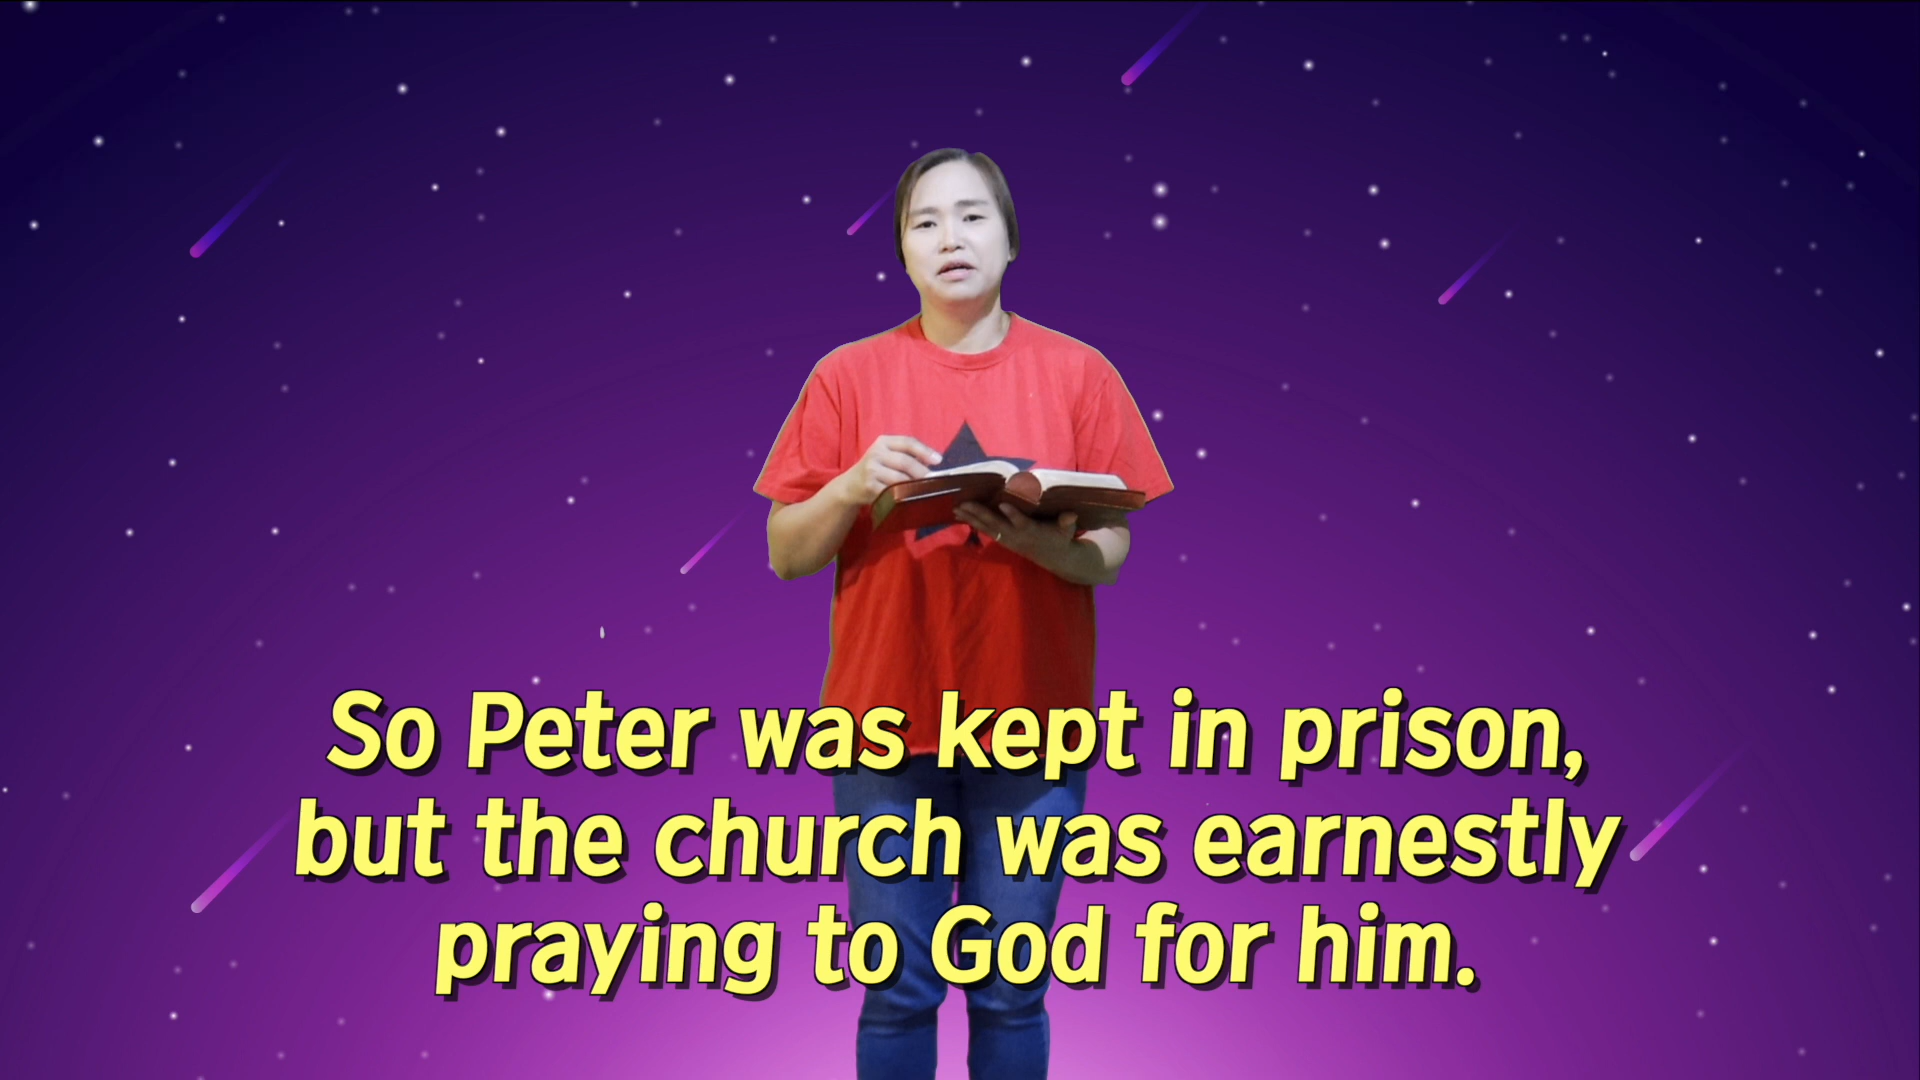 So Peter was kept in prison,
but the church was earnestly
praying to God for him.